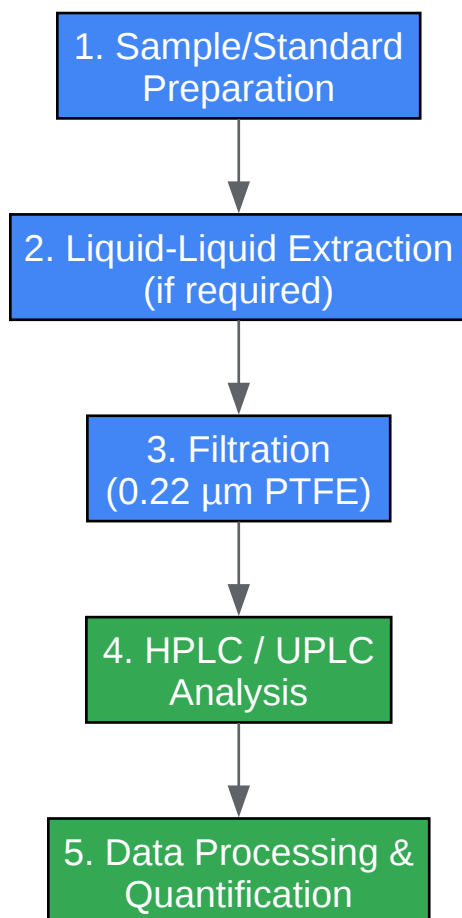 1. Sample/Standard
Preparation
2. Liquid-Liquid Extraction
(if required)
3. Filtration
(0.22 µm PTFE)
4. HPLC / UPLC
Analysis
5. Data Processing &
Quantification